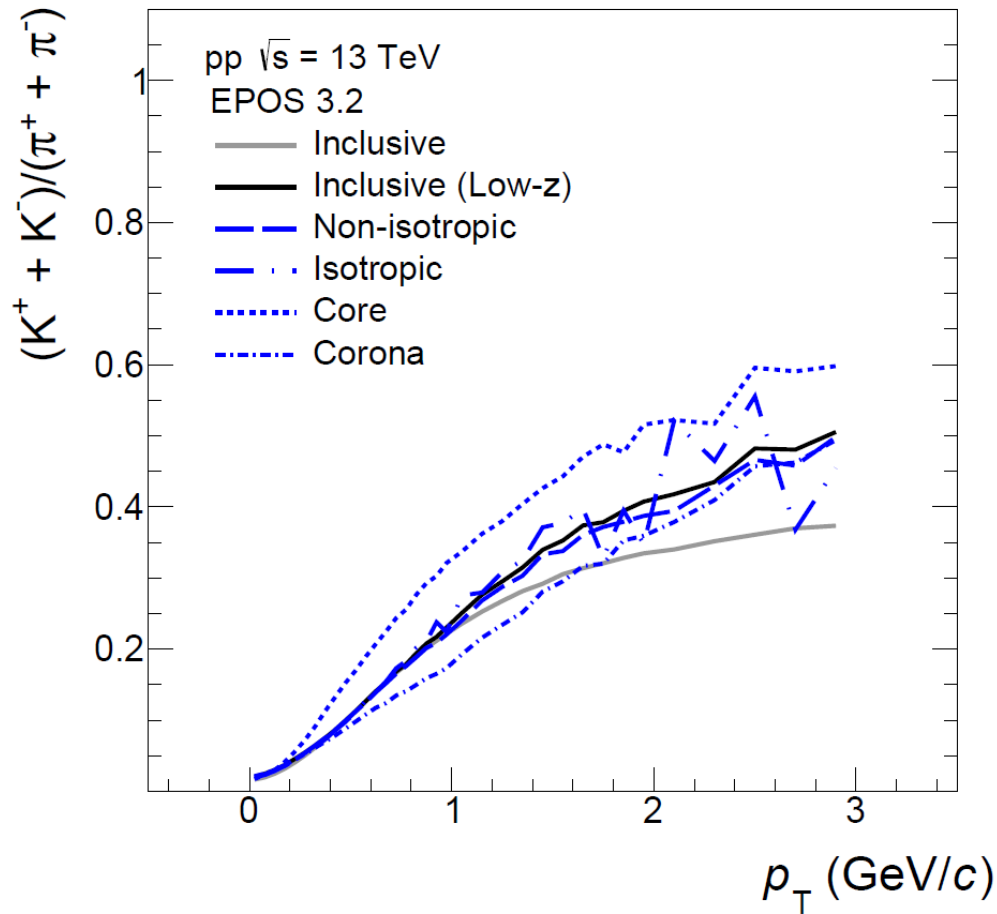 (K⁺ + K⁻)/(π⁺ + π⁻)
pp √s = 13 TeV
EPOS 3.2
Inclusive
Inclusive (Low-z)
Non-isotropic
Isotropic
Core
Corona
1
0.8
0.6
0.4
0.2
0 1 2 3
p_T (GeV/c)